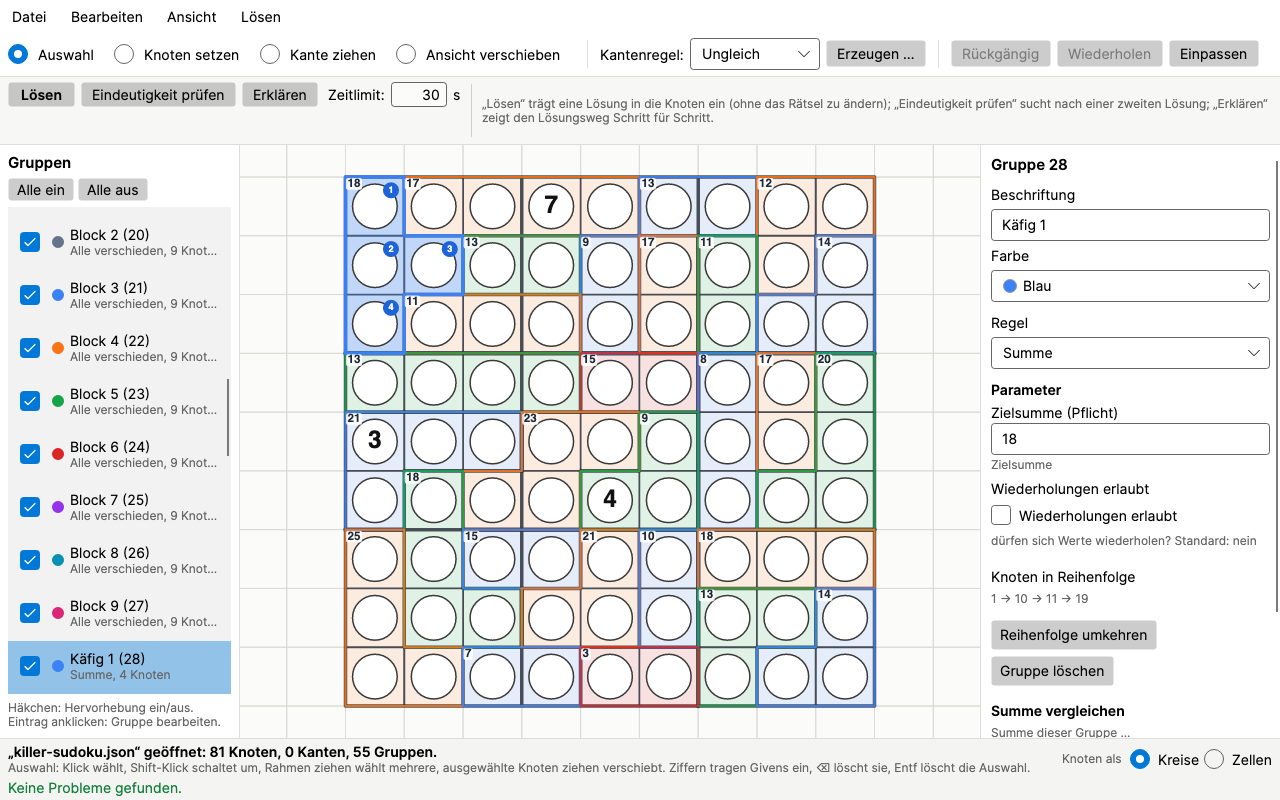 Datei Bearbeiten Ansicht Lösen
Auswahl Knoten setzen Kante ziehen Ansicht verschieben Kantenregel: Ungleich Erzeugen ... Rückgängig Wiederholen Einpassen
Lösen Eindeutigkeit prüfen Erklären Zeitlimit: 30 s
„Lösen“ trägt eine Lösung in die Knoten ein (ohne das Rätsel zu ändern); „Eindeutigkeit prüfen“ sucht nach einer zweiten Lösung; „Erklären“
zeigt den Lösungsweg Schritt für Schritt.
Gruppen
Alle ein Alle aus
Block 2 (20)
Alle verschieden, 9 Knot...
Block 3 (21)
Alle verschieden, 9 Knot...
Block 4 (22)
Alle verschieden, 9 Knot...
Block 5 (23)
Alle verschieden, 9 Knot...
Block 6 (24)
Alle verschieden, 9 Knot...
Block 7 (25)
Alle verschieden, 9 Knot...
Block 8 (26)
Alle verschieden, 9 Knot...
Block 9 (27)
Alle verschieden, 9 Knot...
Käfig 1 (28)
Summe, 4 Knoten
Häkchen: Hervorhebung ein/aus.
Eintrag anklicken: Gruppe bearbeiten.
18 1 17 7 13 12
2 3 13 9 17 11 14
4 11
13 15 8 17 20
21 3 23 9
18 4
25 15 21 10 18
13 14
7 3
Gruppe 28
Beschriftung
Käfig 1
Farbe
Blau
Regel
Summe
Parameter
Zielsumme (Pflicht)
18
Zielsumme
Wiederholungen erlaubt
Wiederholungen erlaubt
dürfen sich Werte wiederholen? Standard: nein
Knoten in Reihenfolge
1 → 10 → 11 → 19
Reihenfolge umkehren
Gruppe löschen
Summe vergleichen
Summe dieser Gruppe ...
„killer-sudoku.json“ geöffnet: 81 Knoten, 0 Kanten, 55 Gruppen.
Auswahl: Klick wählt, Shift-Klick schaltet um, Rahmen ziehen wählt mehrere, ausgewählte Knoten ziehen verschiebt. Ziffern tragen Givens ein, ⌫ löscht sie, Entf löscht die Auswahl.
Keine Probleme gefunden.
Knoten als Kreise Zellen